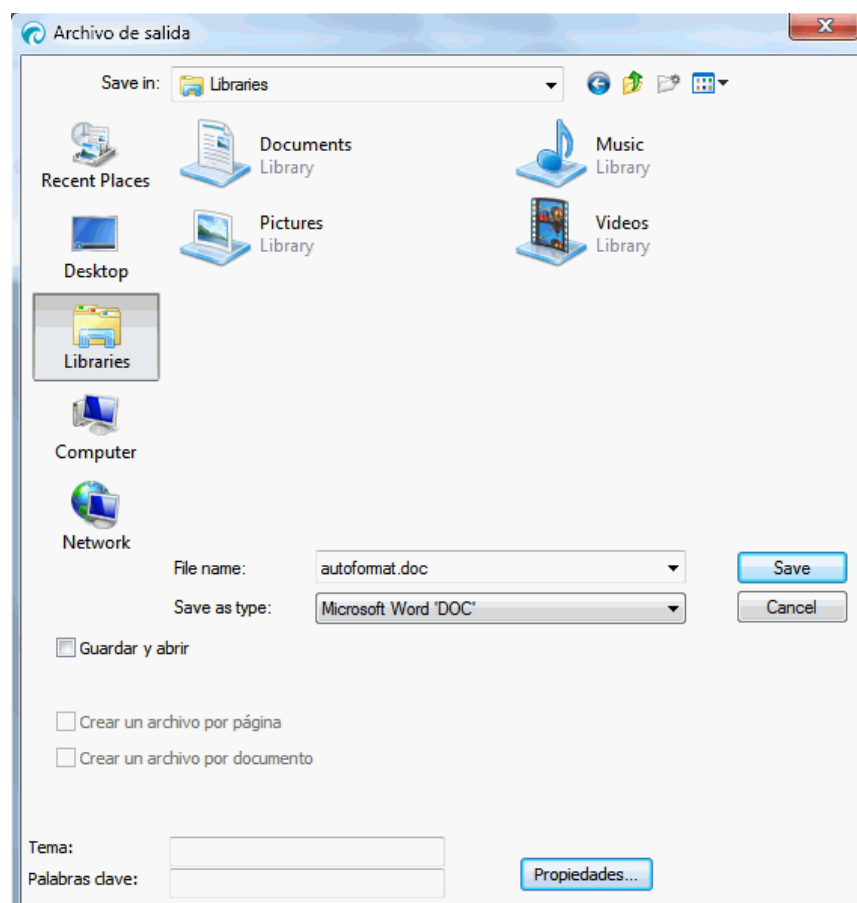 Archivo de salida
Save in:
Libraries
Recent Places
Documents
Library
Music
Library
Desktop
Pictures
Library
Videos
Library
Libraries
Computer
Network
File name:
autoformat.doc
Save
Save as type:
Microsoft Word 'DOC'
Cancel
Guardar y abrir
Crear un archivo por página
Crear un archivo por documento
Tema:
Palabras clave:
Propiedades...